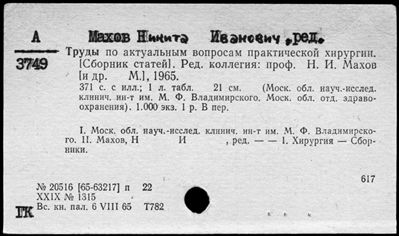 А Махов Никита Иванович, ред.
3749
Труды по актуальным вопросам практической хирургии.
[Сборник статей]. Ред. коллегия: проф. Н. И. Махов
[и др. М.], 1965.
371 с. с илл.; 1 л. табл. 21 см. (Моск. обл. науч.-исслед.
клинич. ин-т им. М. Ф. Владимирского. Моск. обл. отд. здраво-
охранения). 1.000 экз. 1 р. В пер.
I. Моск. обл. науч.-исслед. клинич. ин-т им. М. Ф. Владимирско-
го. II. Махов, Н И , ред. — — 1. Хирургия — Сбор-
ники.
617
№ 20516 [65-63217] п 22
XXIX № 1315
ГК Вс. кн. пал. 6 VIII 65 Т782